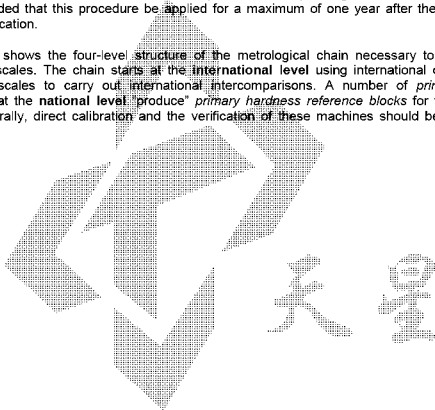 ded that this procedure be applied for a maximum of one year after the
cation.
shows the four-level structure of the metrological chain necessary to
scales. The chain starts at the international level using international
scales to carry out international intercomparisons. A number of
at the national level "produce" primary hardness reference blocks for
rally, direct calibration and the verification of these machines should be
天星